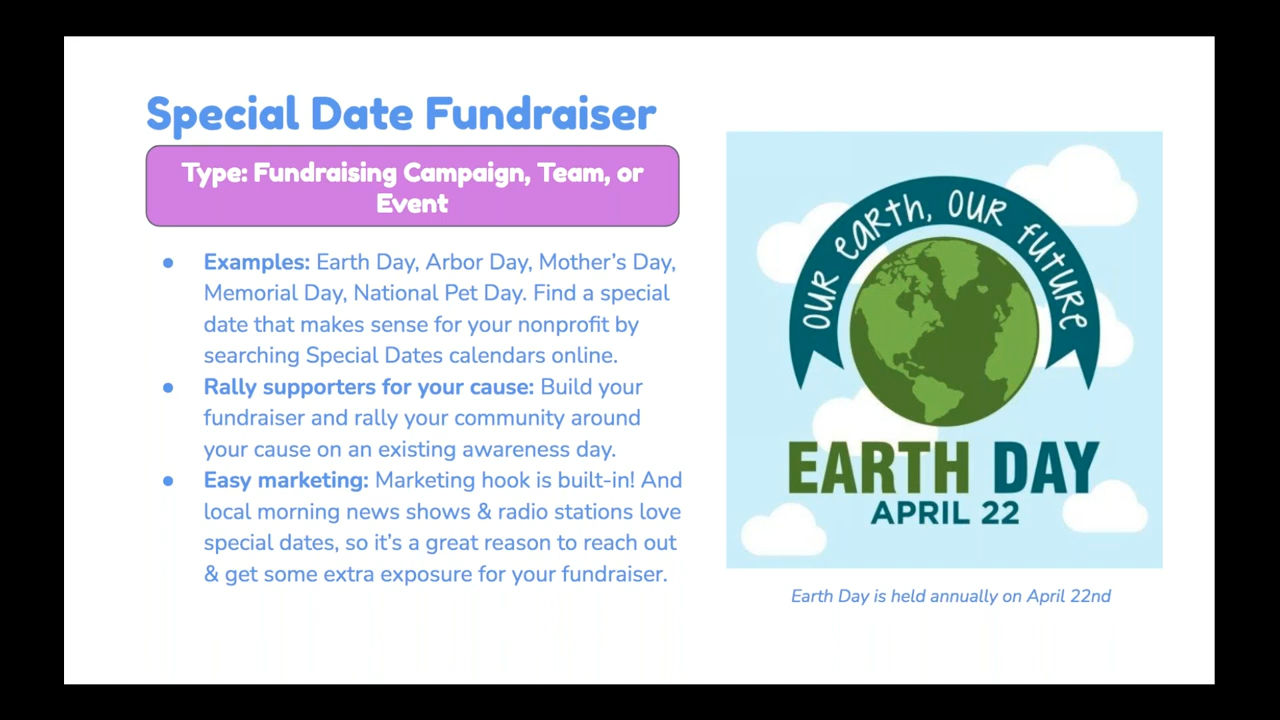 Special Date Fundraiser
Type: Fundraising Campaign, Team, or
Event
● Examples: Earth Day, Arbor Day, Mother’s Day,
Memorial Day, National Pet Day. Find a special
date that makes sense for your nonprofit by
searching Special Dates calendars online.
● Rally supporters for your cause: Build your
fundraiser and rally your community around
your cause on an existing awareness day.
● Easy marketing: Marketing hook is built-in! And
local morning news shows & radio stations love
special dates, so it’s a great reason to reach out
& get some extra exposure for your fundraiser.
OUR EARTH, OUR FUTURE
EARTH DAY
APRIL 22
Earth Day is held annually on April 22nd